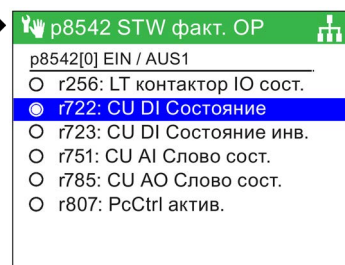 p8542 STW факт. OP
p8542[0] EIN / AUS1
r256: LT контактор IO сост.
r722: CU DI Состояние
r723: CU DI Состояние инв.
r751: CU AI Слово сост.
r785: CU AO Слово сост.
r807: PcCtrl актив.